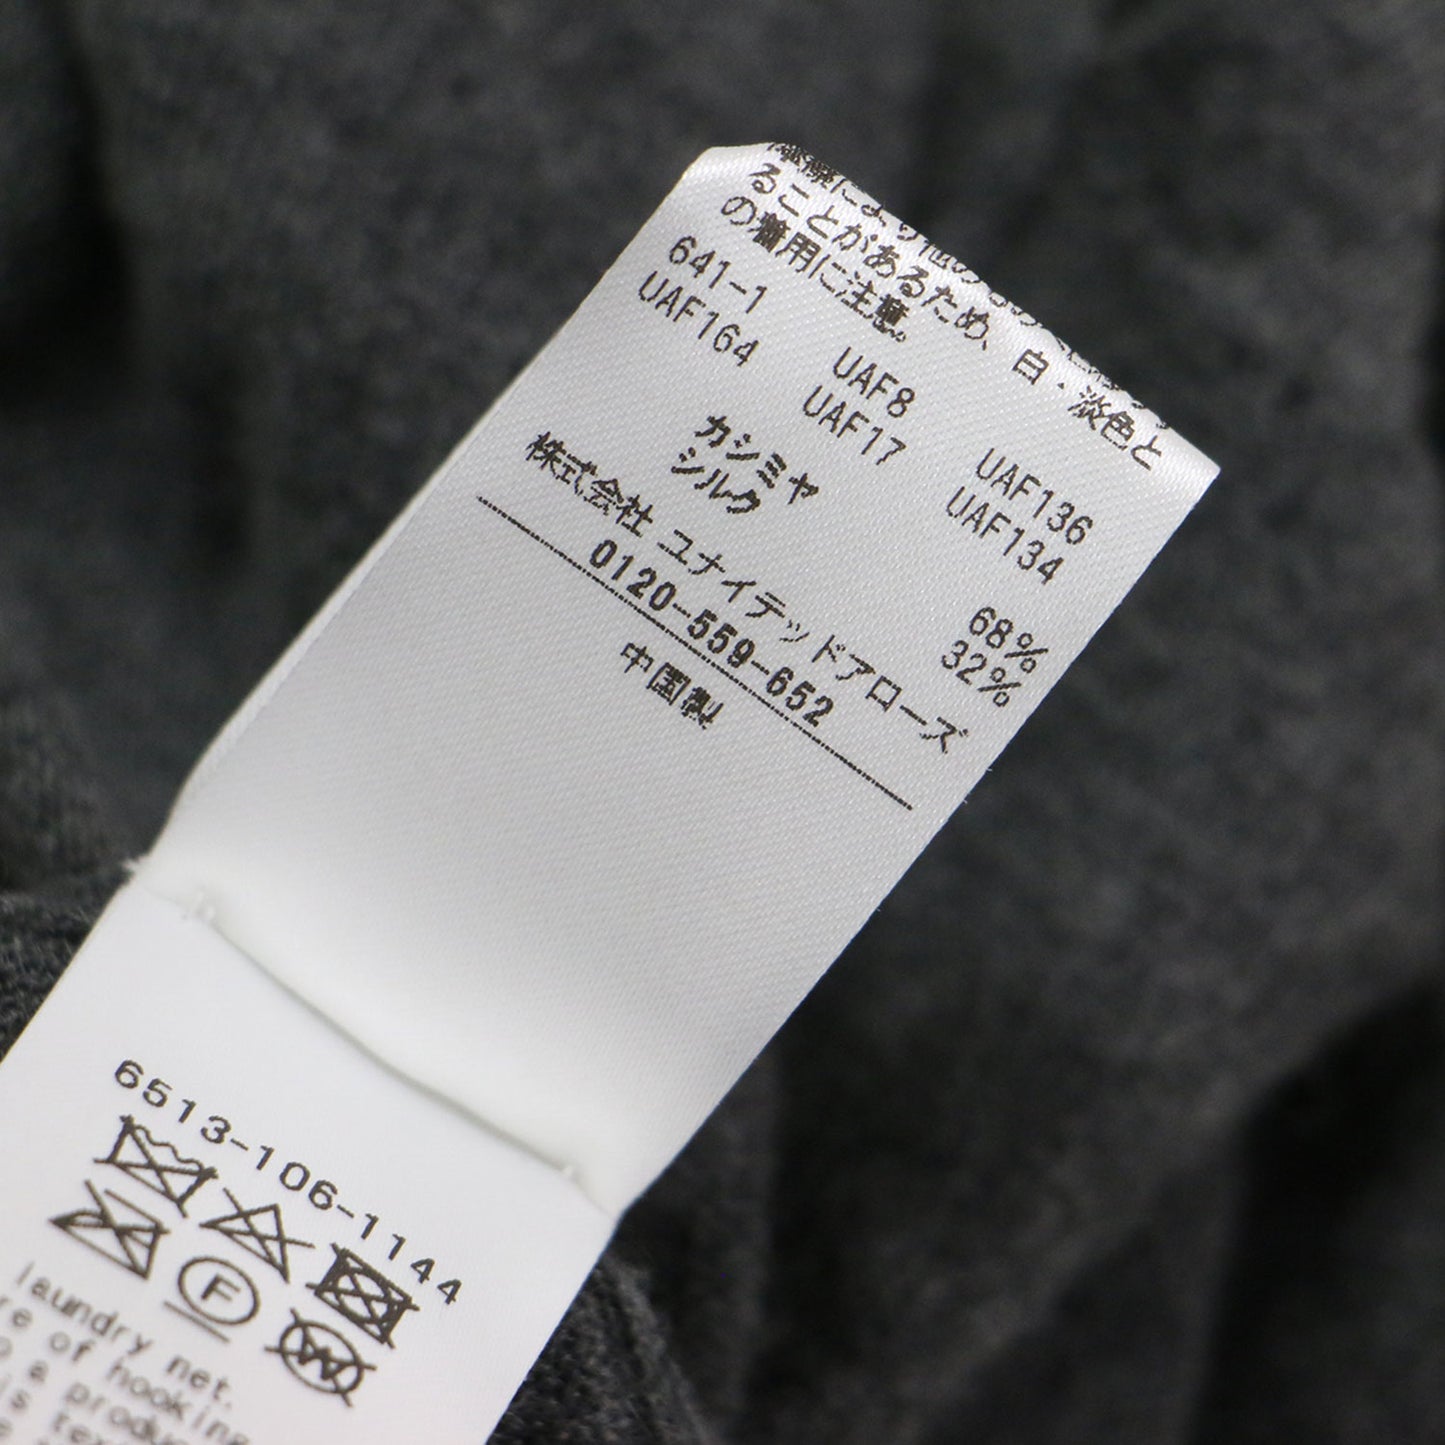 ることがあるため、白・淡色と
の着用に注意。
641-1 UAF8 UAF136
UAF164 UAF17 UAF134
カシミヤ 68%
シルク 32%
株式会社 ユナイテッドアローズ
0120-559-652
中国製
6513-106-1144
F
W
laundry net.
of hooking
a